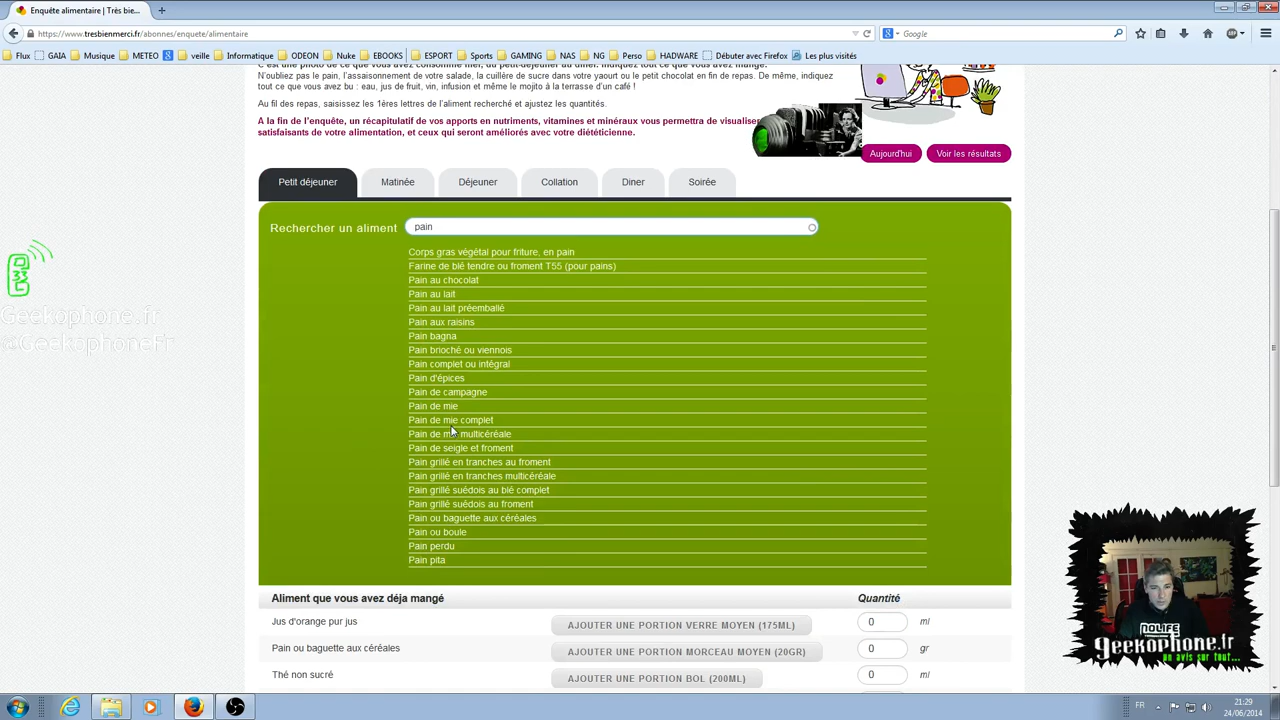 Enquête alimentaire | Très bie...
https://www.tresbienmerci.fr/abonnes/enquete/alimentaire
Google
Flux GAIA Musique METEO veille Informatique ODEON Nuke EBOOKS ESPORT Sports GAMING NAS NG Perso HADWARE Débuter avec Firefox Les plus visités
N'oubliez pas le pain, l'assaisonnement de votre salade, la cuillère de sucre dans votre yaourt ou le petit chocolat en fin de repas. De même, indiquez
tout ce que vous avez bu : eau, jus de fruit, vin, infusion et même le mojito à la terrasse d'un café !
Au fil des repas, saisissez les 1ères lettres de l'aliment recherché et ajustez les quantités.
A la fin de l'enquête, un récapitulatif de vos apports en nutriments, vitamines et minéraux vous permettra de visualiser
satisfaisants de votre alimentation, et ceux qui seront améliorés avec votre diététicienne.
Aujourd'hui Voir les résultats
Petit déjeuner Matinée Déjeuner Collation Diner Soirée
Rechercher un aliment pain
Corps gras végétal pour friture, en pain
Farine de blé tendre ou froment T55 (pour pains)
Pain au chocolat
Pain au lait
Pain au lait préemballé
Pain aux raisins
Pain bagna
Pain brioché ou viennois
Pain complet ou intégral
Pain d'épices
Pain de campagne
Pain de mie
Pain de mie complet
Pain de mie multicéréale
Pain de seigle et froment
Pain grillé en tranches au froment
Pain grillé en tranches multicéréale
Pain grillé suédois au blé complet
Pain grillé suédois au froment
Pain ou baguette aux céréales
Pain ou boule
Pain perdu
Pain pita
Geekophone.fr
@GeekophoneFr
Aliment que vous avez déja mangé Quantité
Jus d'orange pur jus AJOUTER UNE PORTION VERRE MOYEN (175ML) 0 ml
Pain ou baguette aux céréales AJOUTER UNE PORTION MORCEAU MOYEN (20GR) 0 gr
Thé non sucré AJOUTER UNE PORTION BOL (200ML) 0 ml
NOLIFE
geekophone.fr
un avis sur tout...
FR
21:29
24/06/2014